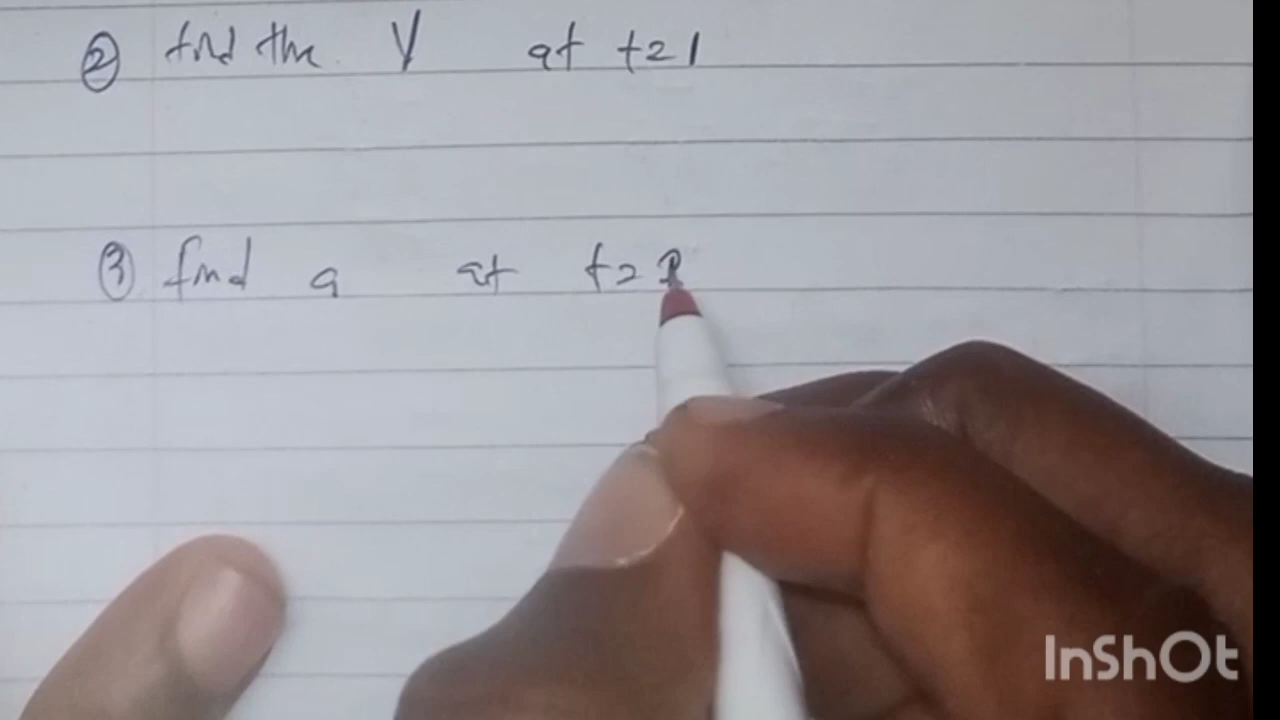 ② find the V at t=1
③ find a at t=
InShOt